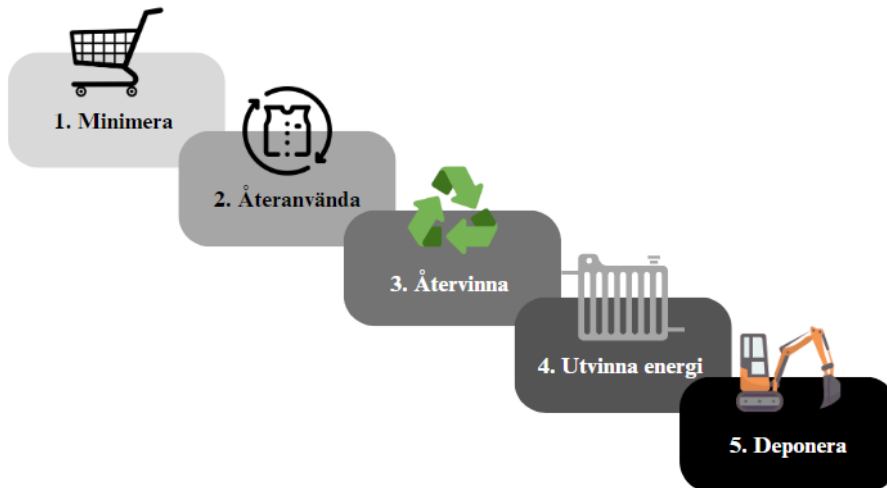 1. Minimera
2. Återanvända
3. Återvinna
4. Utvinna energi
5. Deponera